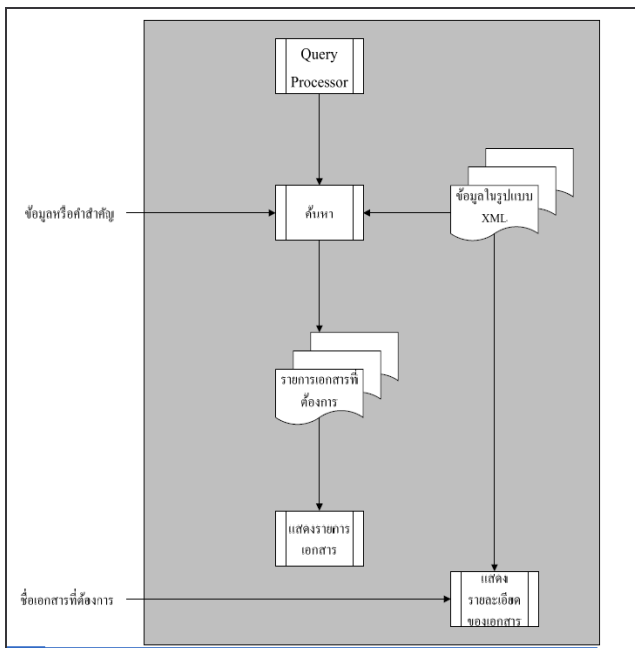 Query
Processor
ข้อมูลหรือคำสำคัญ
ค้นหา
ข้อมูลในรูปแบบ
XML
รายการเอกสารที่
ต้องการ
แสดงรายการ
เอกสาร
ชื่อเอกสารที่ต้องการ
แสดง
รายละเอียด
ของเอกสาร